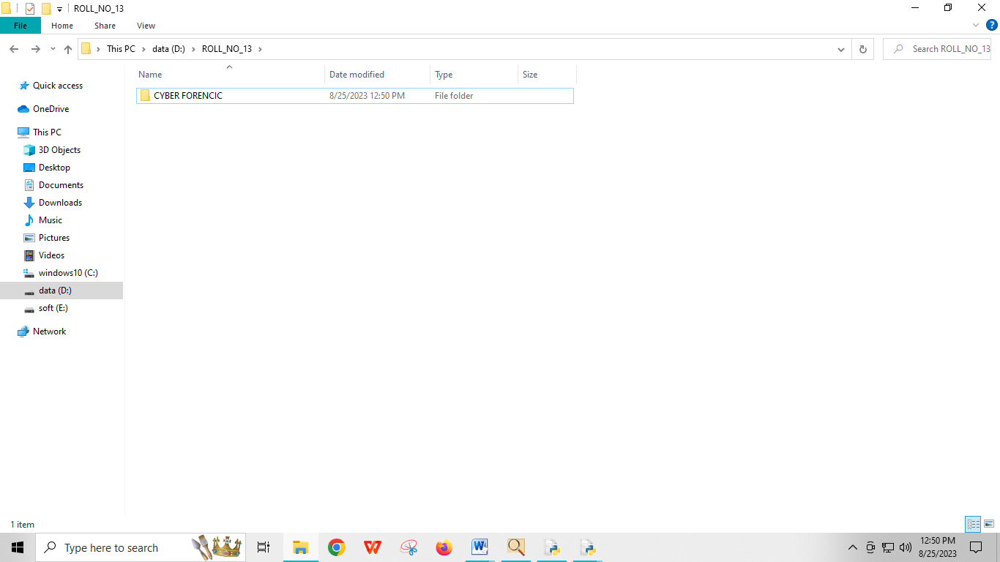 ROLL_NO_13
File Home Share View
This PC data (D:) ROLL_NO_13
Search ROLL_NO_13
Name Date modified Type Size
CYBER FORENCIC 8/25/2023 12:50 PM File folder
Quick access
OneDrive
This PC
3D Objects
Desktop
Documents
Downloads
Music
Pictures
Videos
windows10 (C:)
data (D:)
soft (E:)
Network
1 item
Type here to search
12:50 PM
8/25/2023